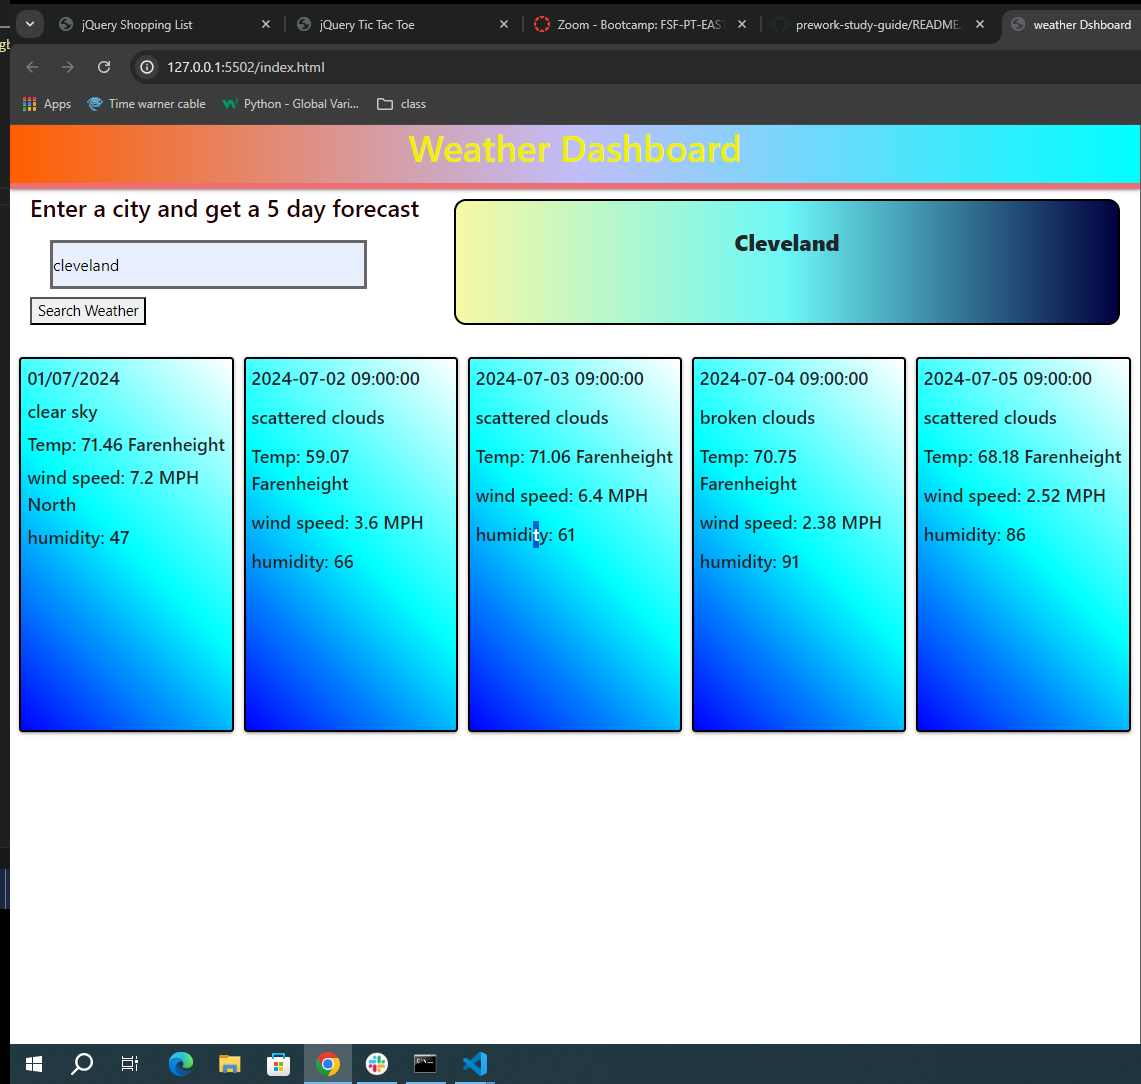 jQuery Shopping List
jQuery Tic Tac Toe
Zoom - Bootcamp: FSF-PT-EAS
prework-study-guide/README.
weather Dshboard
127.0.0.1:5502/index.html
Apps
Time warner cable
Python - Global Vari...
class
Weather Dashboard
Enter a city and get a 5 day forecast
cleveland
Search Weather
Cleveland
01/07/2024
clear sky
Temp: 71.46 Farenheight
wind speed: 7.2 MPH
North
humidity: 47
2024-07-02 09:00:00
scattered clouds
Temp: 59.07
Farenheight
wind speed: 3.6 MPH
humidity: 66
2024-07-03 09:00:00
scattered clouds
Temp: 71.06 Farenheight
wind speed: 6.4 MPH
humidity: 61
2024-07-04 09:00:00
broken clouds
Temp: 70.75
Farenheight
wind speed: 2.38 MPH
humidity: 91
2024-07-05 09:00:00
scattered clouds
Temp: 68.18 Farenheight
wind speed: 2.52 MPH
humidity: 86